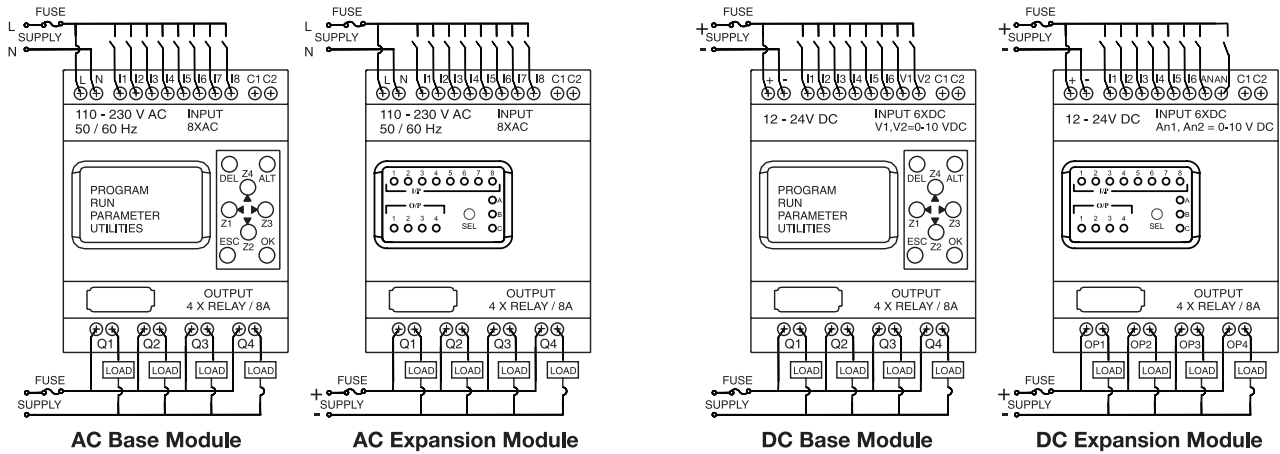 L FUSE
SUPPLY
N
L N I1 I2 I3 I4 I5 I6 I7 I8 C1 C2
110 - 230 V AC INPUT
50 / 60 Hz 8XAC
PROGRAM
RUN
PARAMETER
UTILITIES
DEL Z4 ALT
Z1 Z3
ESC Z2 OK
OUTPUT
4 X RELAY / 8A
Q1 Q2 Q3 Q4
LOAD LOAD LOAD LOAD
FUSE
SUPPLY
AC Base Module
L FUSE
SUPPLY
N
L N I1 I2 I3 I4 I5 I6 I7 I8 C1 C2
110 - 230 V AC INPUT
50 / 60 Hz 8XAC
1 2 3 4 5 6 7 8
I/P
O/P
1 2 3 4
SEL
A
B
C
OUTPUT
4 X RELAY / 8A
Q1 Q2 Q3 Q4
LOAD LOAD LOAD LOAD
+ FUSE
SUPPLY
-
AC Expansion Module
+ FUSE
SUPPLY
-
+ - I1 I2 I3 I4 I5 I6 V1 V2 C1 C2
12 - 24V DC INPUT 6XDC
V1,V2=0-10 VDC
PROGRAM
RUN
PARAMETER
UTILITIES
DEL Z4 ALT
Z1 Z3
ESC Z2 OK
OUTPUT
4 X RELAY / 8A
Q1 Q2 Q3 Q4
LOAD LOAD LOAD LOAD
+ FUSE
SUPPLY
-
DC Base Module
+ FUSE
SUPPLY
-
+ - I1 I2 I3 I4 I5 I6 AN AN C1 C2
12 - 24V DC INPUT 6XDC
An1, An2 = 0-10 V DC
1 2 3 4 5 6 7 8
I/P
O/P
1 2 3 4
SEL
A
B
C
OUTPUT
4 X RELAY / 8A
OP1 OP2 OP3 OP4
LOAD LOAD LOAD LOAD
+ FUSE
SUPPLY
-
DC Expansion Module